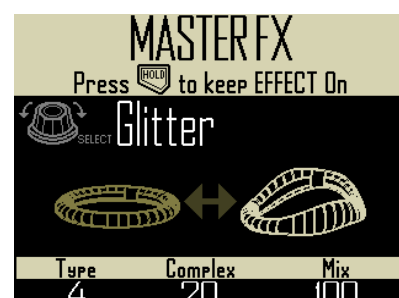 MASTER FX
Press HOLD to keep EFFECT On
SELECT Glitter
Type Complex Mix
4 20 100